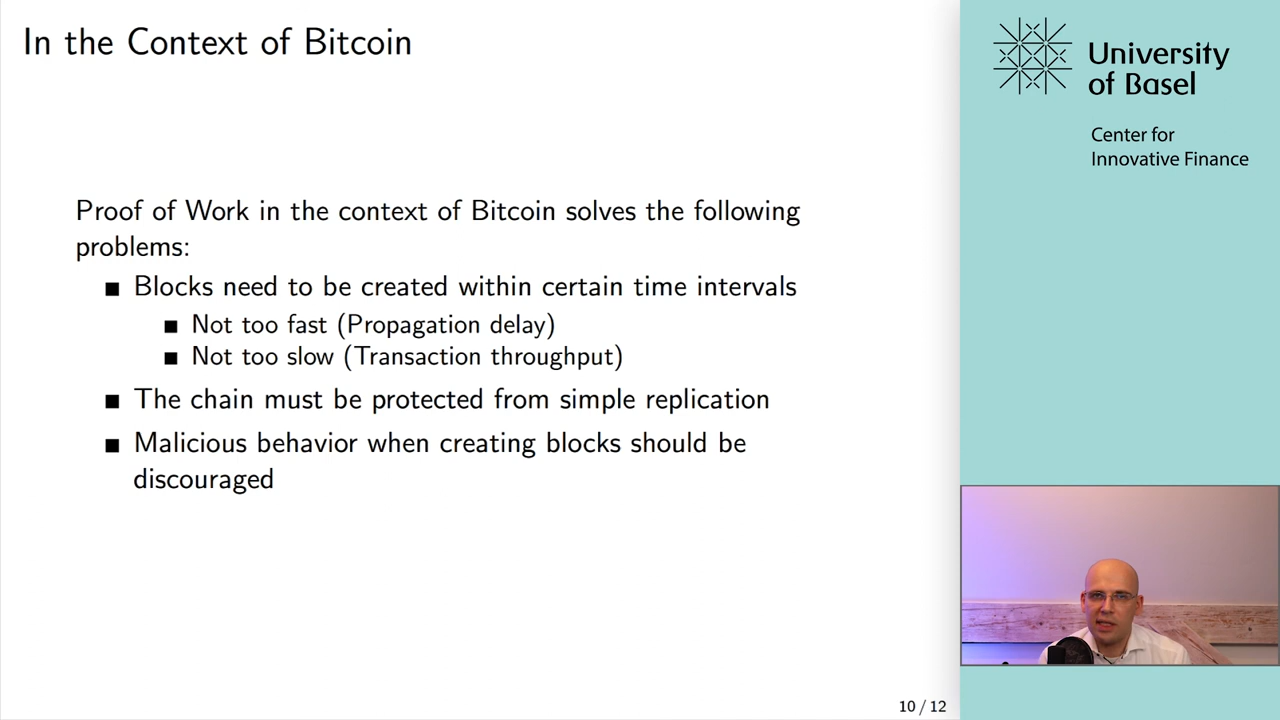 In the Context of Bitcoin
Proof of Work in the context of Bitcoin solves the following
problems:
Blocks need to be created within certain time intervals
Not too fast (Propagation delay)
Not too slow (Transaction throughput)
The chain must be protected from simple replication
Malicious behavior when creating blocks should be
discouraged
10 / 12
University
of Basel
Center for
Innovative Finance